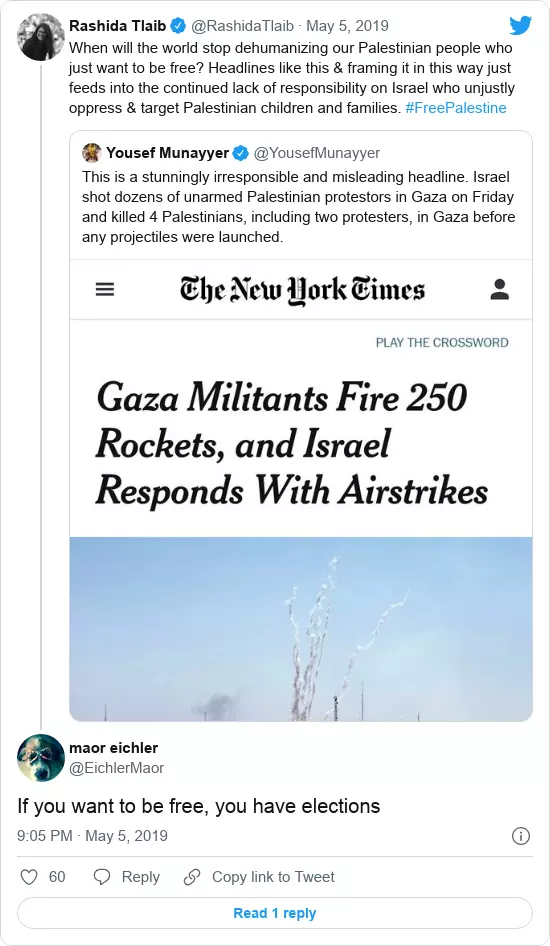 Rashida Tlaib @RashidaTlaib · May 5, 2019
When will the world stop dehumanizing our Palestinian people who
just want to be free? Headlines like this & framing it in this way just
feeds into the continued lack of responsibility on Israel who unjustly
oppress & target Palestinian children and families. #FreePalestine
Yousef Munayyer @YousefMunayyer
This is a stunningly irresponsible and misleading headline. Israel
shot dozens of unarmed Palestinian protestors in Gaza on Friday
and killed 4 Palestinians, including two protesters, in Gaza before
any projectiles were launched.
The New York Times
PLAY THE CROSSWORD
Gaza Militants Fire 250
Rockets, and Israel
Responds With Airstrikes
maor eichler
@EichlerMaor
If you want to be free, you have elections
9:05 PM · May 5, 2019
60 Reply Copy link to Tweet
Read 1 reply